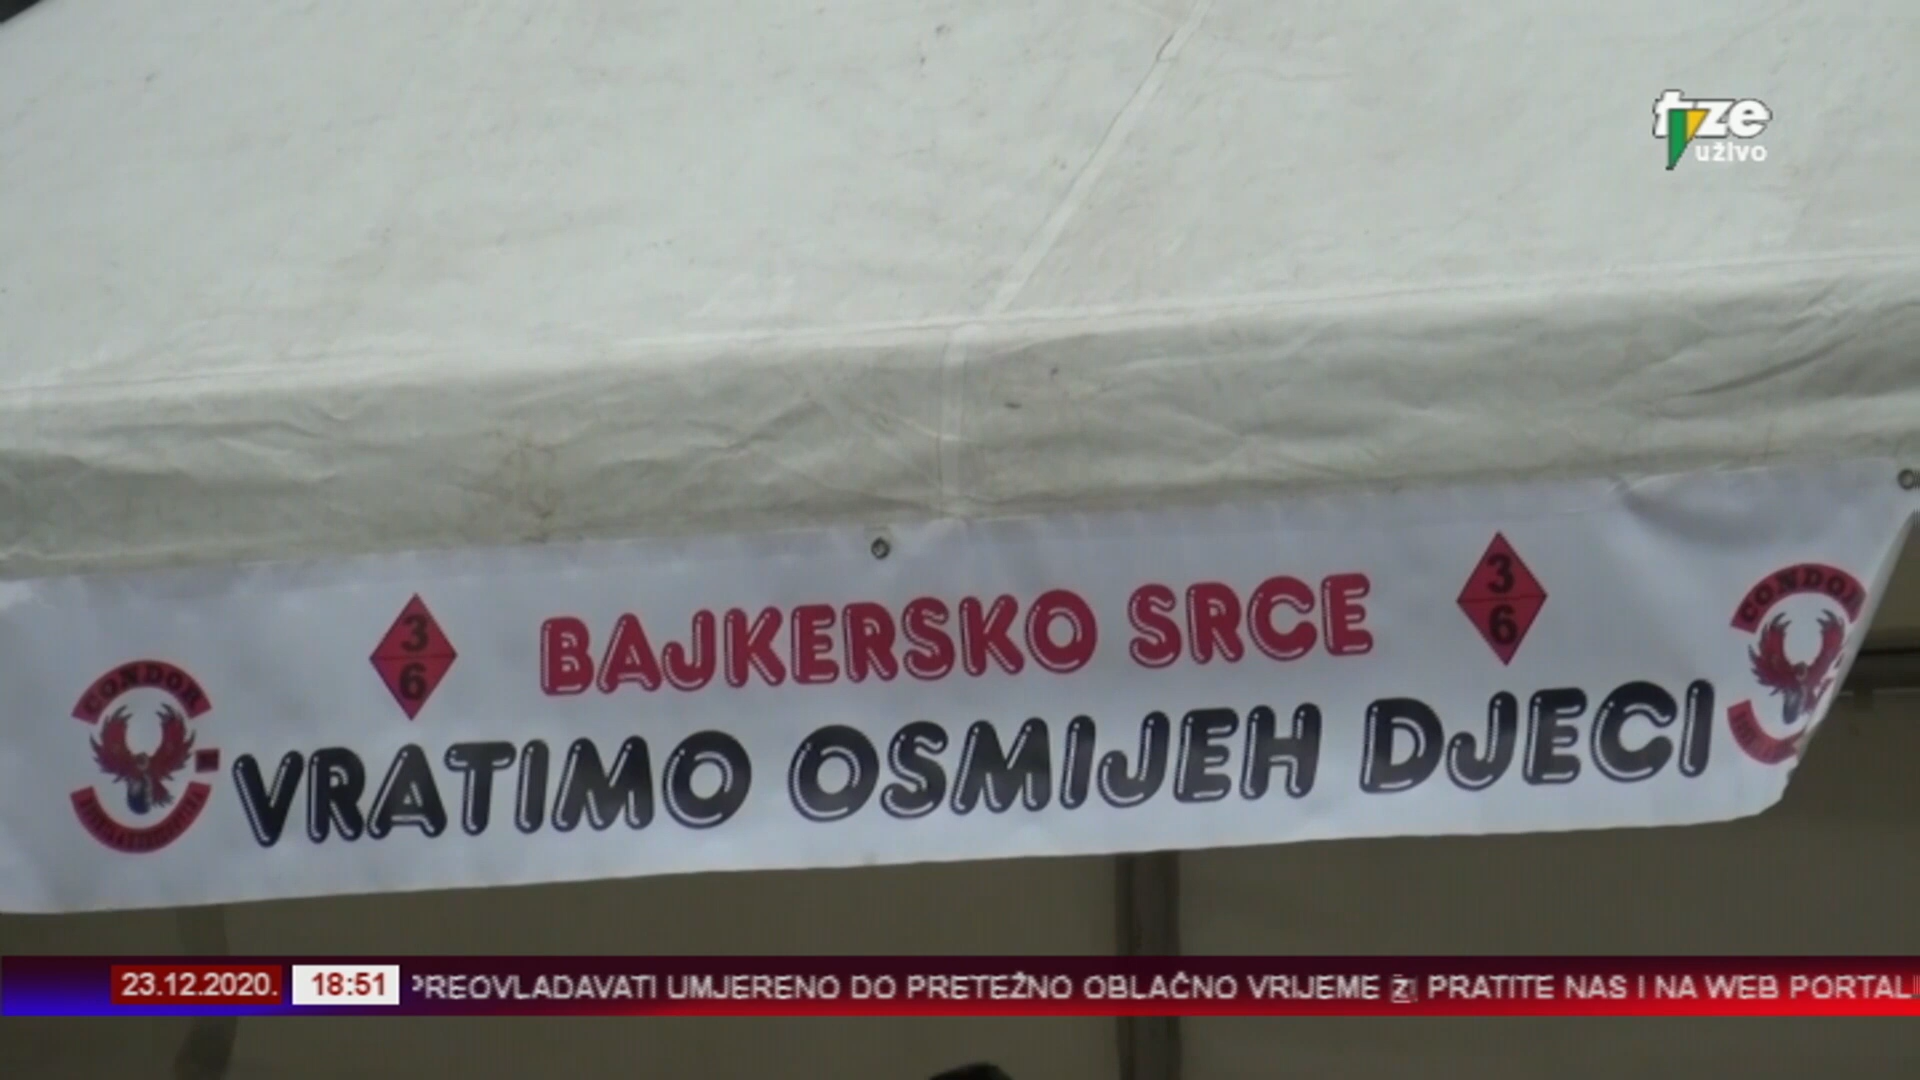 tze
uživo
3
6
BAJKERSKO SRCE
3
6
CONDOR
CONDOR
VRATIMO OSMIJEH DJECI
23.12.2020. 18:51 PREOVLADAVATI UMJERENO DO PRETEŽNO OBLAČNO VRIJEME PRATITE NAS I NA WEB PORTAL